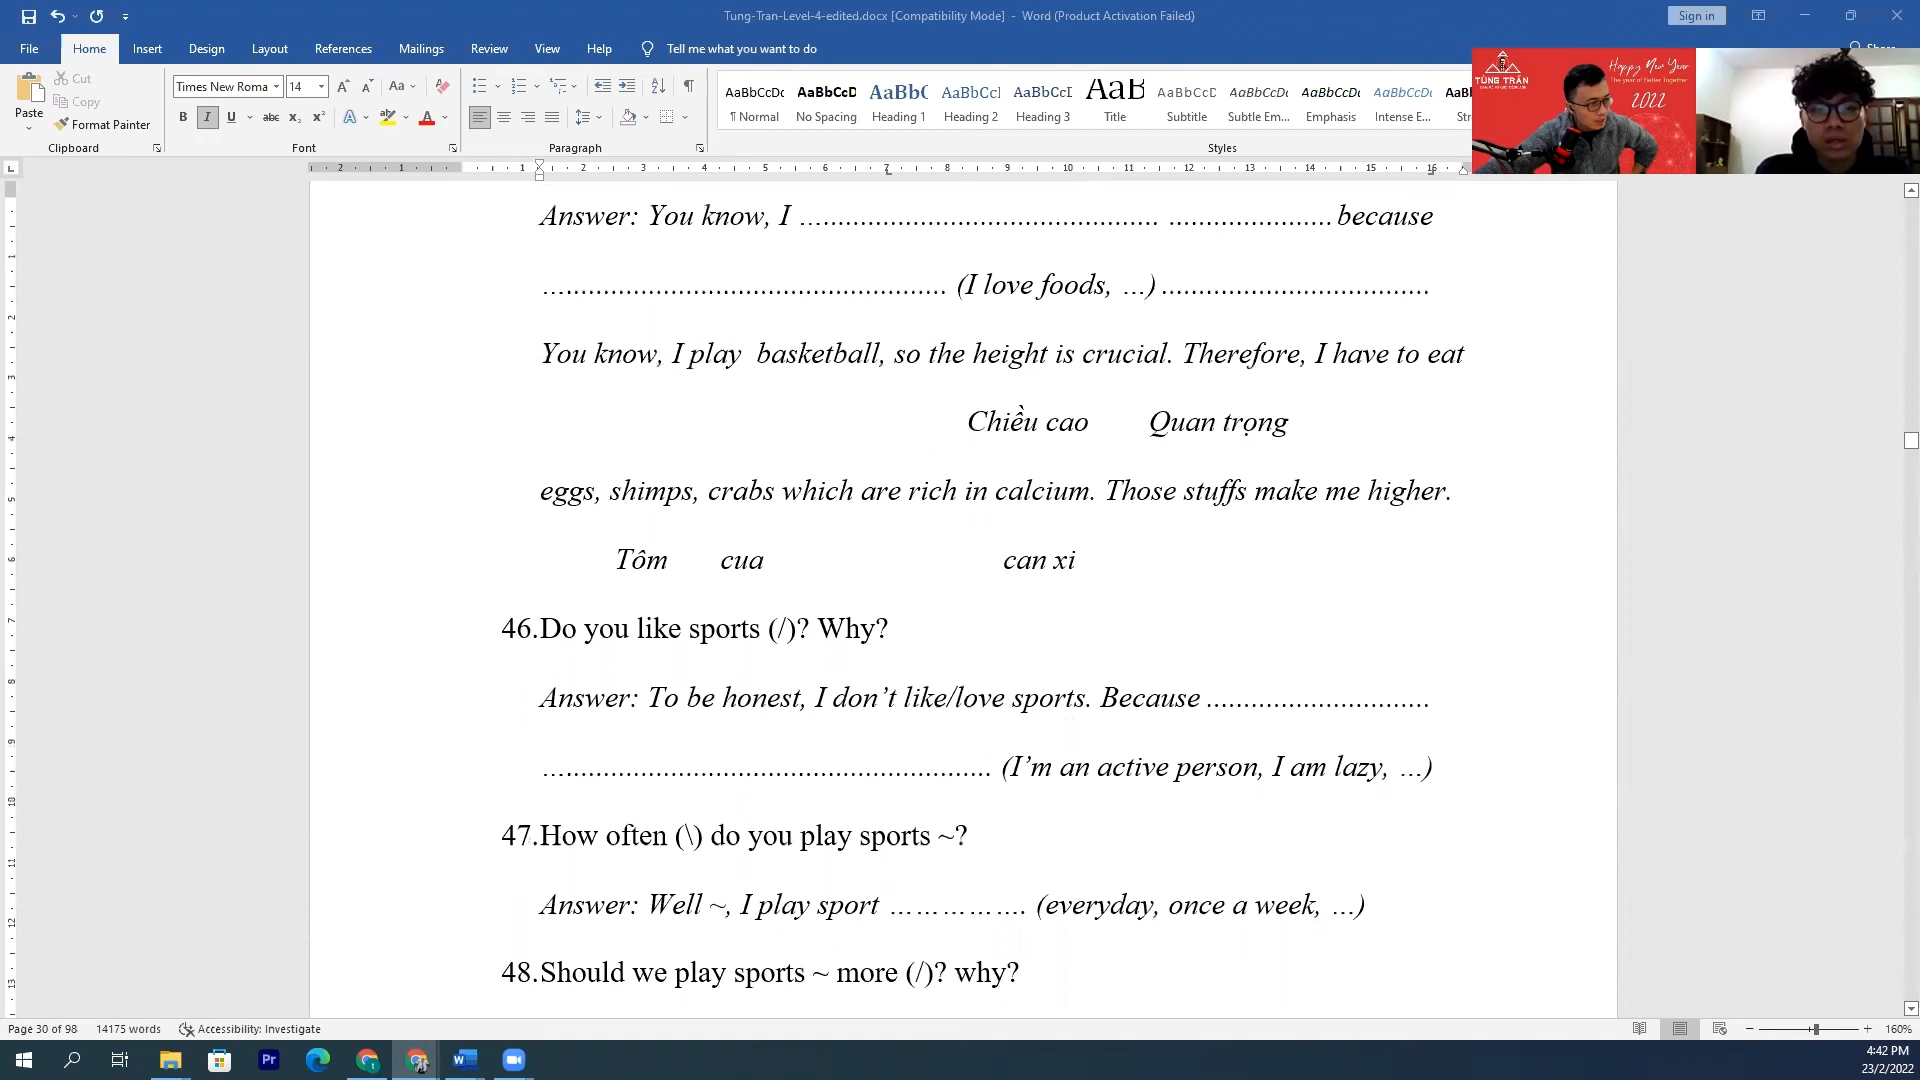 Tung-Tran-Level-4-edited.docx [Compatibility Mode] - Word (Product Activation Failed)
Sign in
File Home Insert Design Layout References Mailings Review View Help Tell me what you want to do
Share
Paste
Cut
Copy
Format Painter
Clipboard
Times New Roma 14
Font
Paragraph
AaBbCcDc AaBbCcD AaBbC AaBbCcI AaBbCcI AaB AaBbCcD AaBbCcDc AaBbCcDc AaBbCcDc
¶ Normal No Spacing Heading 1 Heading 2 Heading 3 Title Subtitle Subtle Em... Emphasis Intense E...
Styles
TÙNG TRẦN
Happy New Year
The year of Better Together
2022
Answer: You know, I ................................................ ...................... because
...................................................... (I love foods, ...) ....................................
You know, I play basketball, so the height is crucial. Therefore, I have to eat
Chiều cao Quan trọng
eggs, shimps, crabs which are rich in calcium. Those stuffs make me higher.
Tôm cua can xi
46.Do you like sports (/)? Why?
Answer: To be honest, I don’t like/love sports. Because ..............................
............................................................ (I’m an active person, I am lazy, ...)
47.How often (\) do you play sports ~?
Answer: Well ~, I play sport ……………. (everyday, once a week, ...)
48.Should we play sports ~ more (/)? why?
Page 30 of 98 14175 words Accessibility: Investigate
160%
4:42 PM
23/2/2022